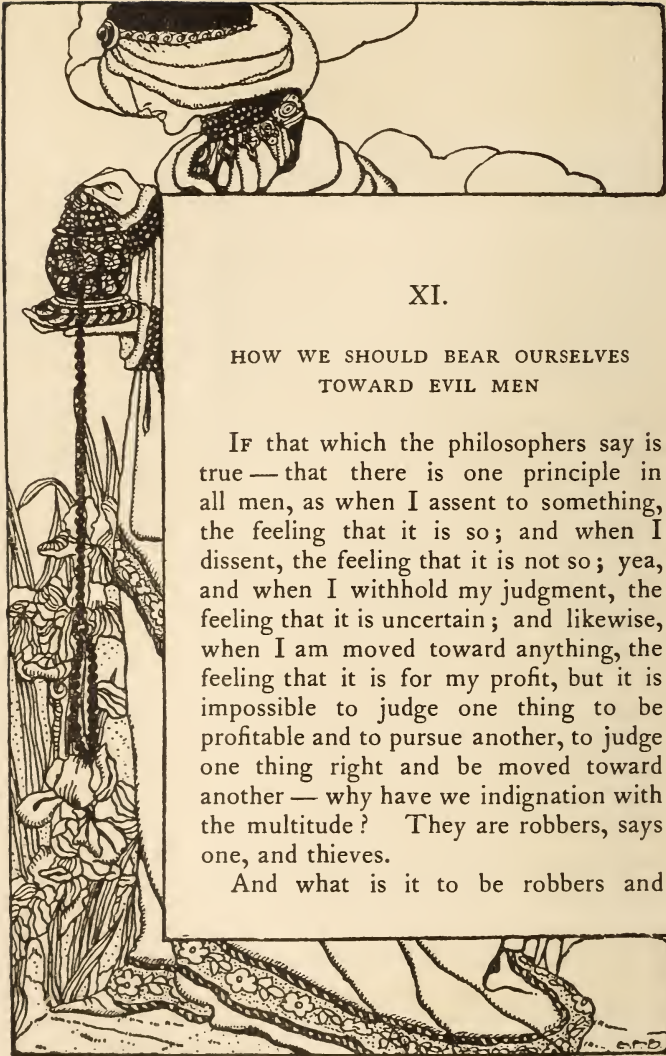 XI.
HOW WE SHOULD BEAR OURSELVES
TOWARD EVIL MEN
IF that which the philosophers say is
true — that there is one principle in
all men, as when I assent to something,
the feeling that it is so; and when I
dissent, the feeling that it is not so; yea,
and when I withhold my judgment, the
feeling that it is uncertain; and likewise,
when I am moved toward anything, the
feeling that it is for my profit, but it is
impossible to judge one thing to be
profitable and to pursue another, to judge
one thing right and be moved toward
another — why have we indignation with
the multitude? They are robbers, says
one, and thieves.
And what is it to be robbers and